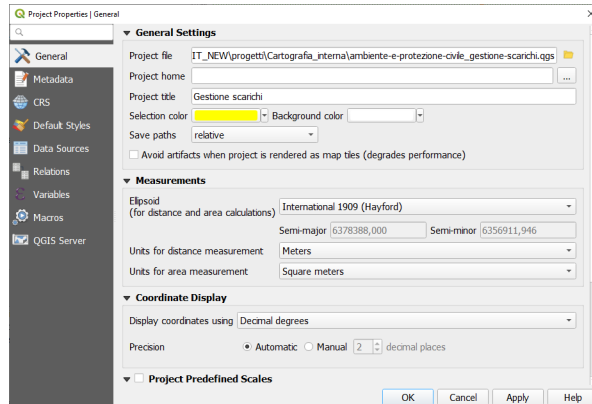 Project Properties | General
General
Metadata
CRS
Default Styles
Data Sources
Relations
Variables
Macros
QGIS Server
General Settings
Project file IT_NEW\progetti\Cartografia_interna\ambiente-e-protezione-civile_gestione-scarichi.qgs
Project home ...
Project title Gestione scarichi
Selection color Background color
Save paths relative
Avoid artifacts when project is rendered as map tiles (degrades performance)
Measurements
Ellipsoid
(for distance and area calculations) International 1909 (Hayford)
Semi-major 6378388,000 Semi-minor 6356911,946
Units for distance measurement Meters
Units for area measurement Square meters
Coordinate Display
Display coordinates using Decimal degrees
Precision Automatic Manual 2 decimal places
Project Predefined Scales
OK Cancel Apply Help